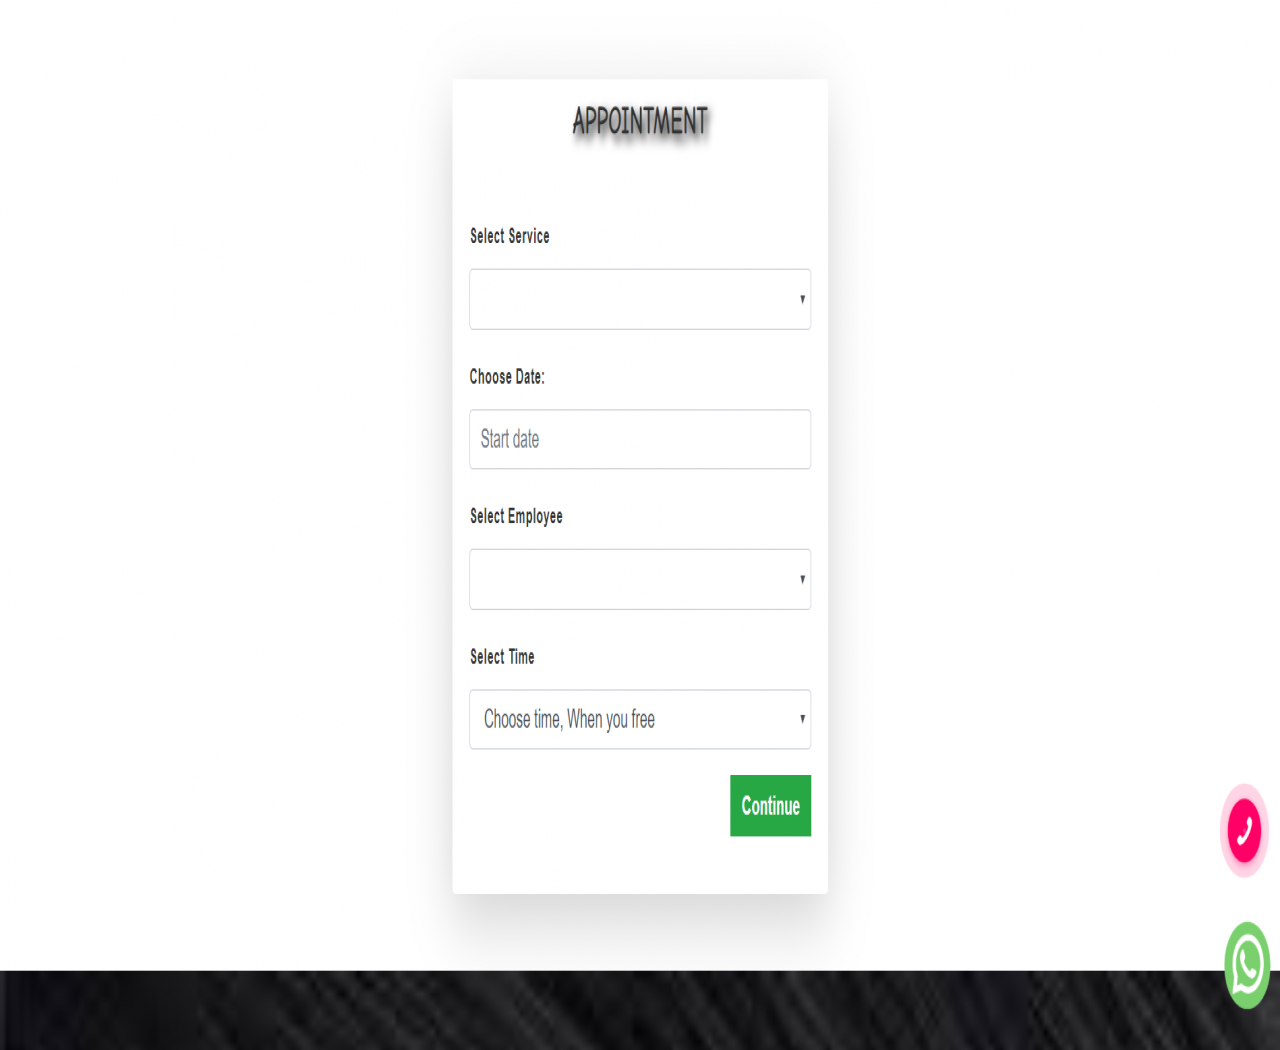 APPOINTMENT
Select Service
Choose Date:
Start date
Select Employee
Select Time
Choose time, When you free
Continue